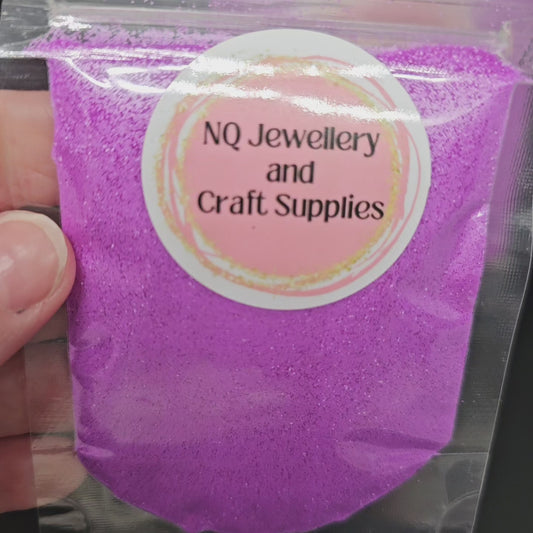 NQ Jewellery
and
Craft Supplies